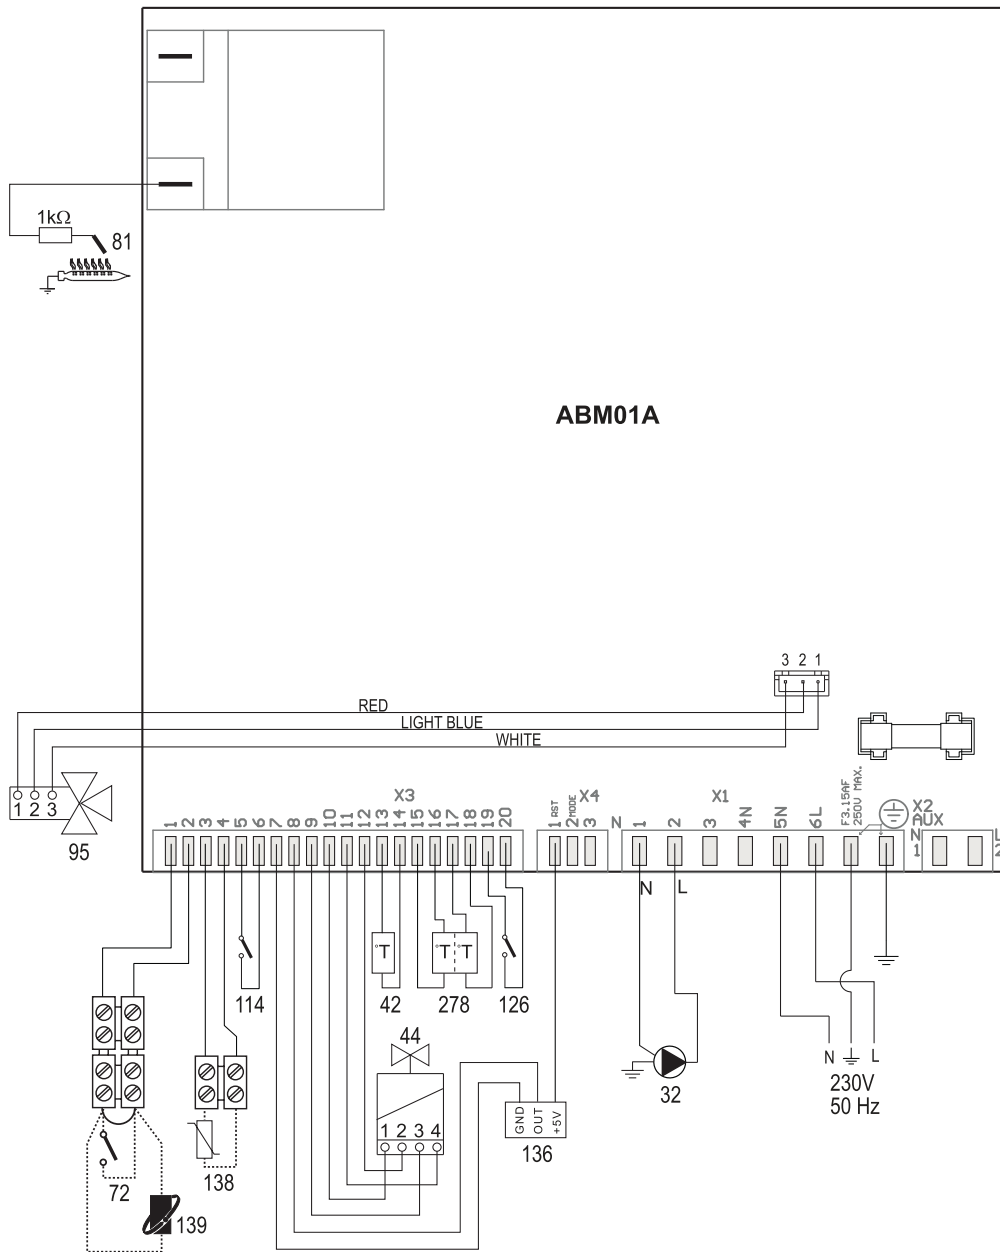 1kΩ
81
ABM01A
3 2 1
RED
LIGHT BLUE
WHITE
1 2 3
95
X3
1 2 3 4 5 6 7 8 9 10 11 12 13 14 15 16 17 18 19 20
X4
1 RST
2 MODE
3
N
X1
1 2 3 4N 5N 6L
F3.15AF
250V MAX.
X2
AUX
N
1
L
2
N L
114
42
°T
278
°T °T
126
44
1 2 3 4
GND
OUT
+5V
136
32
N L
230V
50 Hz
72
138
139